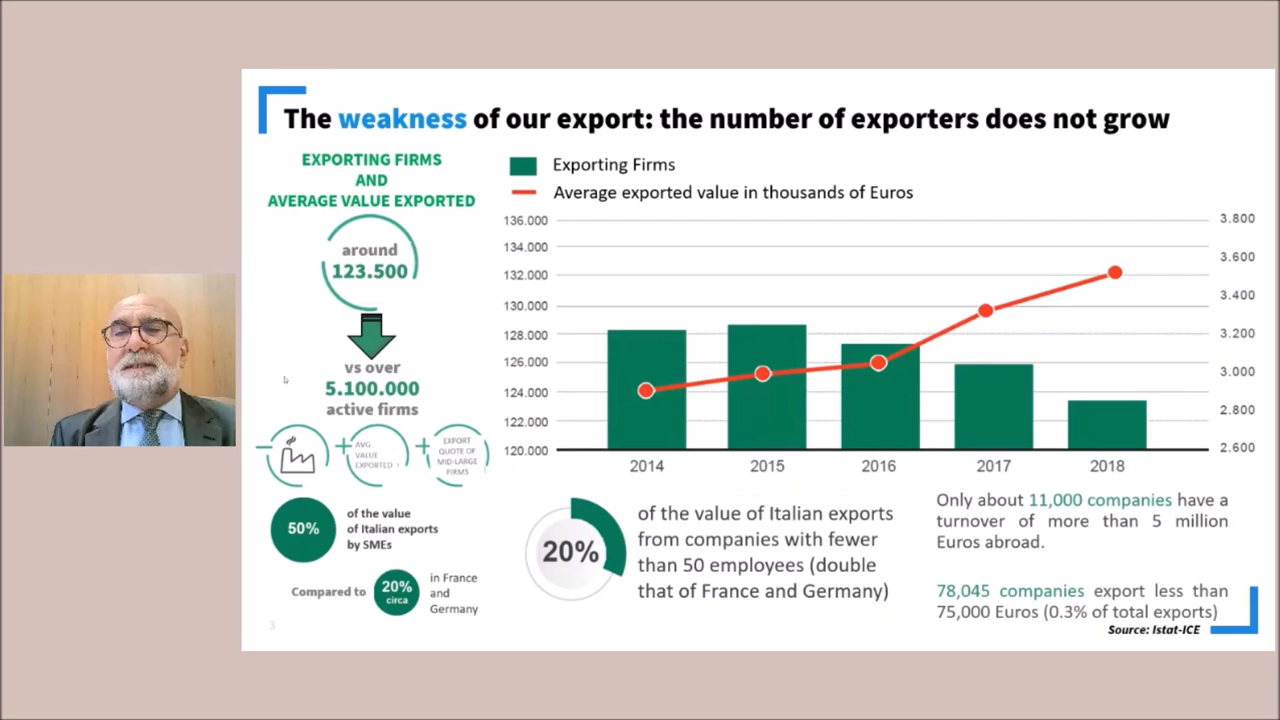 The weakness of our export: the number of exporters does not grow
EXPORTING FIRMS
AND
AVERAGE VALUE EXPORTED
around
123.500
vs over
5.100.000
active firms
AVG
VALUE
EXPORTED
EXPORT
QUOTE OF
MID-LARGE
FIRMS
50%
of the value
of Italian exports
by SMEs
Compared to
20%
circa
in France
and
Germany
3
Exporting Firms
Average exported value in thousands of Euros
136.000
134.000
132.000
130.000
128.000
126.000
124.000
122.000
120.000
3.800
3.600
3.400
3.200
3.000
2.800
2.600
2014
2015
2016
2017
2018
20%
of the value of Italian exports
from companies with fewer
than 50 employees (double
that of France and Germany)
Only about 11,000 companies have a
turnover of more than 5 million
Euros abroad.
78,045 companies export less than
75,000 Euros (0.3% of total exports)
Source: Istat-ICE